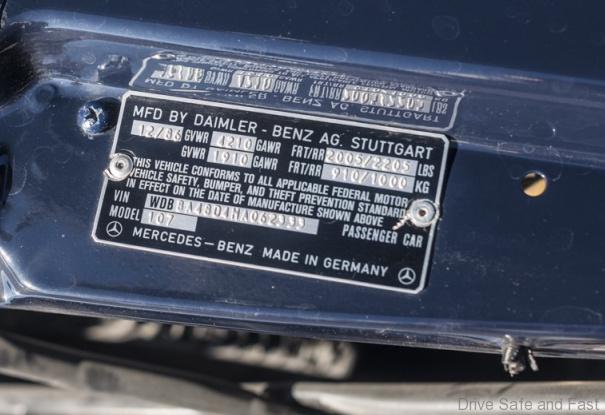 MFD BY DAIMLER - BENZ AG. STUTTGART
12/86 GVWR 4210 GAWR FRT/RR 2005/2205 LBS
GVWR 1910 GAWR FRT/RR 910/1000 KG
THIS VEHICLE CONFORMS TO ALL APPLICABLE FEDERAL MOTOR
VEHICLE SAFETY, BUMPER, AND THEFT PREVENTION STANDARD
IN EFFECT ON THE DATE OF MANUFACTURE SHOWN ABOVE
VIN
MODEL 107 PASSENGER CAR
MERCEDES-BENZ MADE IN GERMANY
Drive Safe and Fast